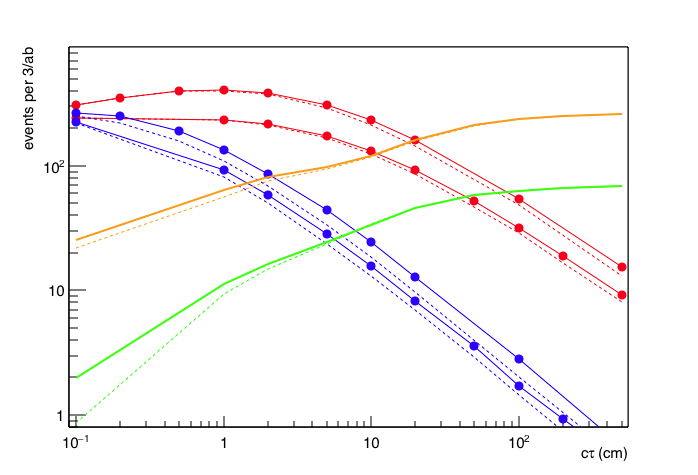 events per 3/ab
10²
10
1
10⁻¹ 1 10 10²
cτ (cm)